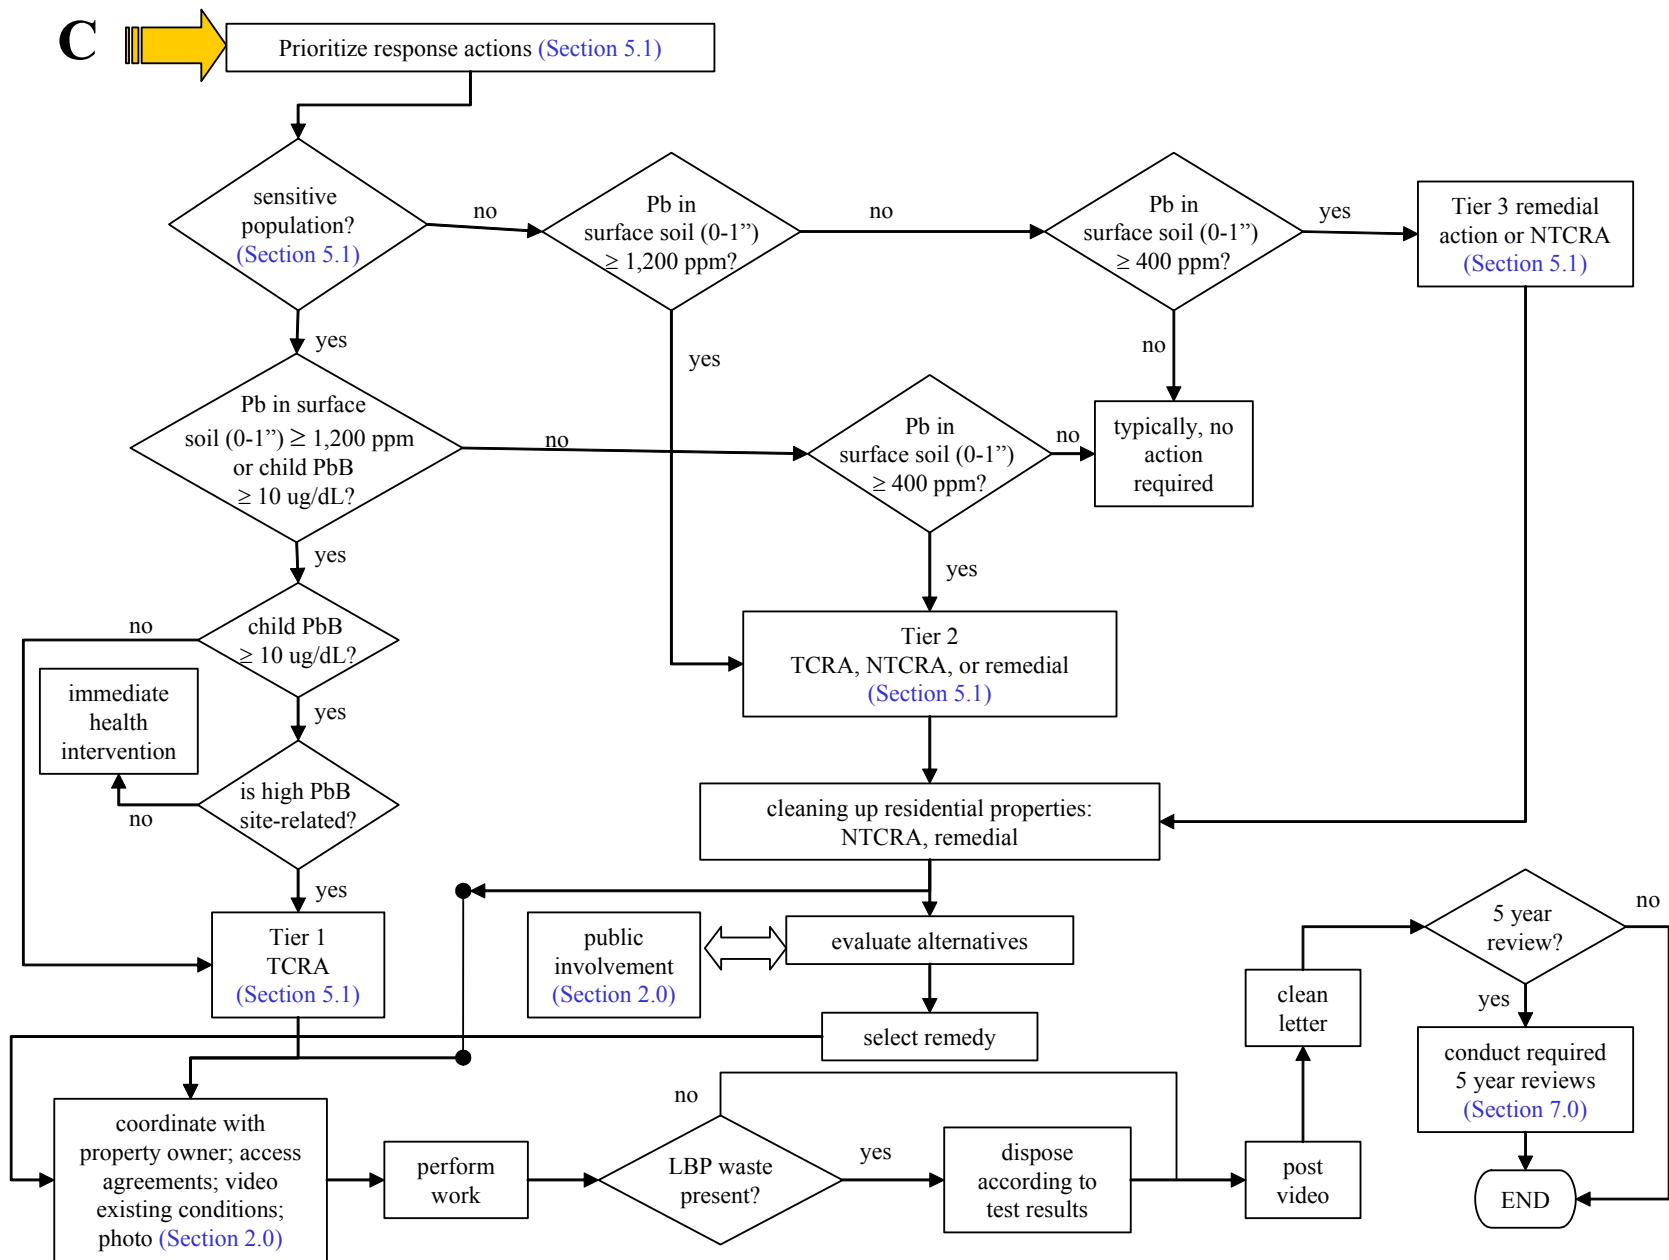 C
Prioritize response actions (Section 5.1)
sensitive
population?
(Section 5.1)
no
Pb in
surface soil (0-1”)
≥ 1,200 ppm?
no
Pb in
surface soil (0-1”)
≥ 400 ppm?
yes
Tier 3 remedial
action or NTCRA
(Section 5.1)
yes
yes
no
Pb in surface
soil (0-1”) ≥ 1,200 ppm
or child PbB
≥ 10 ug/dL?
no
Pb in
surface soil (0-1”)
≥ 400 ppm?
no
typically, no
action
required
yes
yes
child PbB
≥ 10 ug/dL?
no
yes
immediate
health
intervention
is high PbB
site-related?
no
yes
Tier 2
TCRA, NTCRA, or remedial
(Section 5.1)
cleaning up residential properties:
NTCRA, remedial
Tier 1
TCRA
(Section 5.1)
public
involvement
(Section 2.0)
evaluate alternatives
select remedy
clean
letter
5 year
review?
no
yes
conduct required
5 year reviews
(Section 7.0)
coordinate with
property owner; access
agreements; video
existing conditions;
photo (Section 2.0)
perform
work
no
LBP waste
present?
yes
dispose
according to
test results
post
video
END